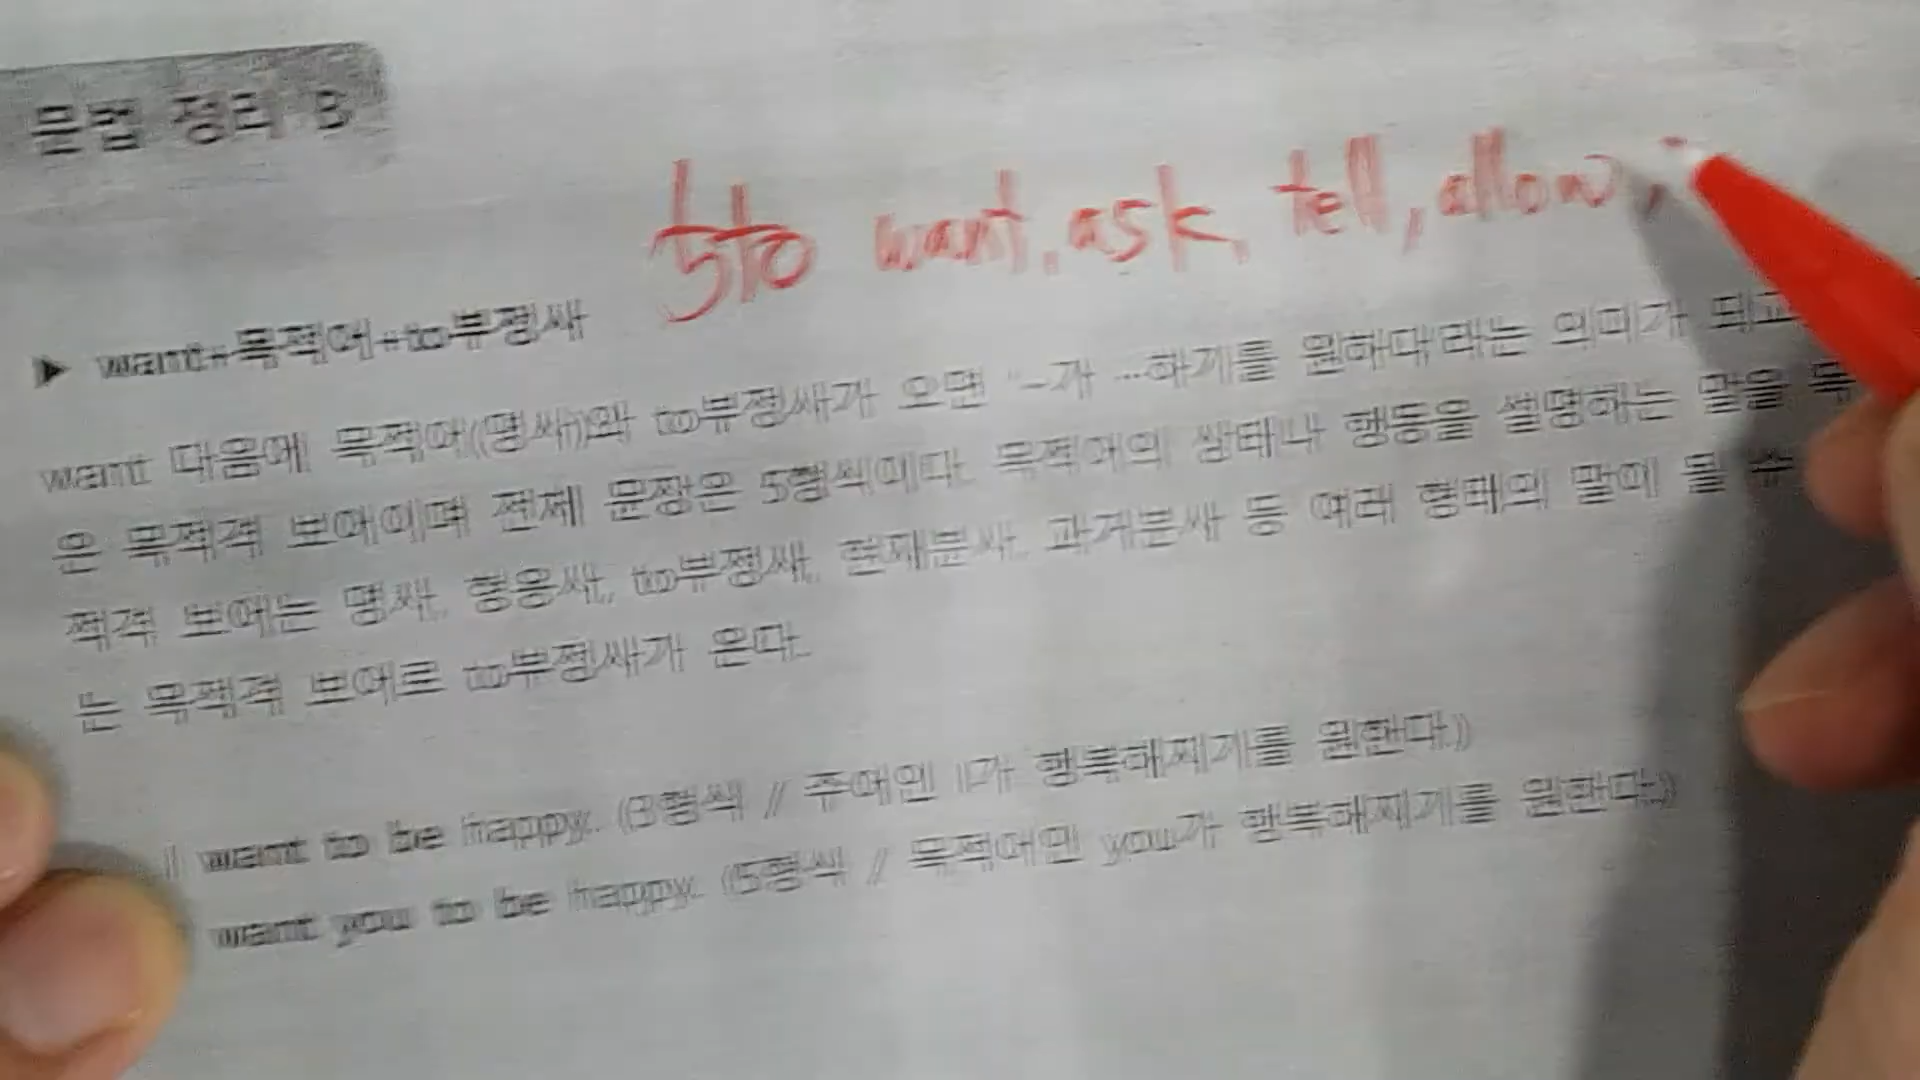 문법 정리 B
5to want, ask, tell, allow,
▶ want+목적어+to부정사
want 다음에 목적어(명사)와 to부정사가 오면 '~가 …하기를 원하다'라는 의미가 되고
은 목적격 보어이며 전체 문장은 5형식이다. 목적어의 상태나 행동을 설명하는 말을 목
적격 보어는 명사, 형용사, to부정사, 현재분사, 과거분사 등 여러 형태의 말이 될 수
는 목적격 보어로 to부정사가 온다.
I want to be happy. (3형식 // 주어인 I가 행복해지기를 원한다.)
want you to be happy. (5형식 // 목적어인 you가 행복해지기를 원한다.)